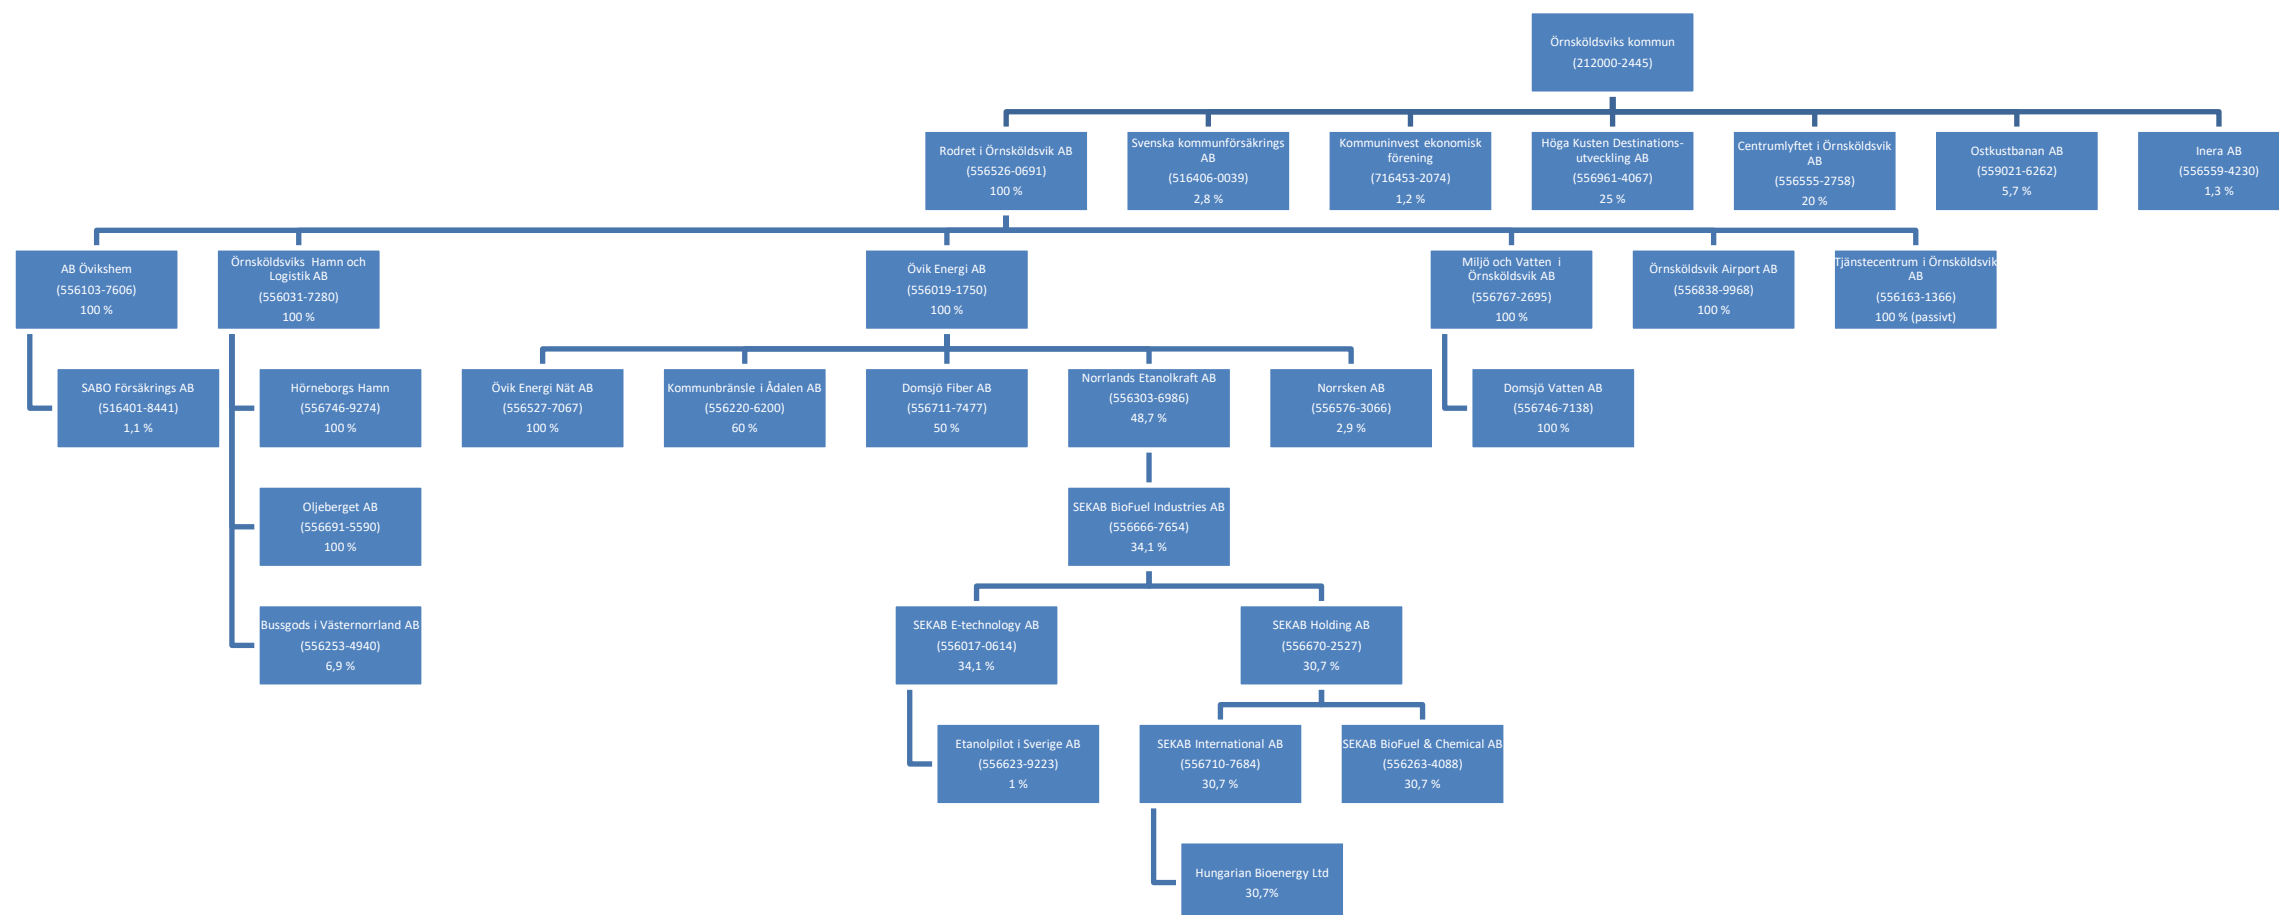 Örnsköldsviks kommun
(212000-2445)
Rodret i Örnsköldsvik AB
(556526-0691)
100 %
Svenska kommunförsäkrings
AB
(516406-0039)
2,8 %
Kommuninvest ekonomisk
förening
(716453-2074)
1,2 %
Höga Kusten Destinations-
utveckling AB
(556961-4067)
25 %
Centrumlyftet i Örnsköldsvik
AB
(556555-2758)
20 %
Ostkustbanan AB
(559021-6262)
5,7 %
Inera AB
(556559-4230)
1,3 %
AB Övikshem
(556103-7606)
100 %
Örnsköldsviks Hamn och
Logistik AB
(556031-7280)
100 %
Övik Energi AB
(556019-1750)
100 %
Miljö och Vatten i
Örnsköldsvik AB
(556767-2695)
100 %
Örnsköldsvik Airport AB
(556838-9968)
100 %
Tjänstecentrum i Örnsköldsvik
AB
(556163-1366)
100 % (passivt)
SABO Försäkrings AB
(516401-8441)
1,1 %
Hörneborgs Hamn
(556746-9274)
100 %
Övik Energi Nät AB
(556527-7067)
100 %
Kommunbränsle i Ådalen AB
(556220-6200)
60 %
Domsjö Fiber AB
(556711-7477)
50 %
Norrlands Etanolkraft AB
(556303-6986)
48,7 %
Norrsken AB
(556576-3066)
2,9 %
Domsjö Vatten AB
(556746-7138)
100 %
Oljeberget AB
(556691-5590)
100 %
SEKAB BioFuel Industries AB
(556666-7654)
34,1 %
Bussgods i Västernorrland AB
(556253-4940)
6,9 %
SEKAB E-technology AB
(556017-0614)
34,1 %
SEKAB Holding AB
(556670-2527)
30,7 %
Etanolpilot i Sverige AB
(556623-9223)
1 %
SEKAB International AB
(556710-7684)
30,7 %
SEKAB BioFuel & Chemical AB
(556263-4088)
30,7 %
Hungarian Bioenergy Ltd
30,7%